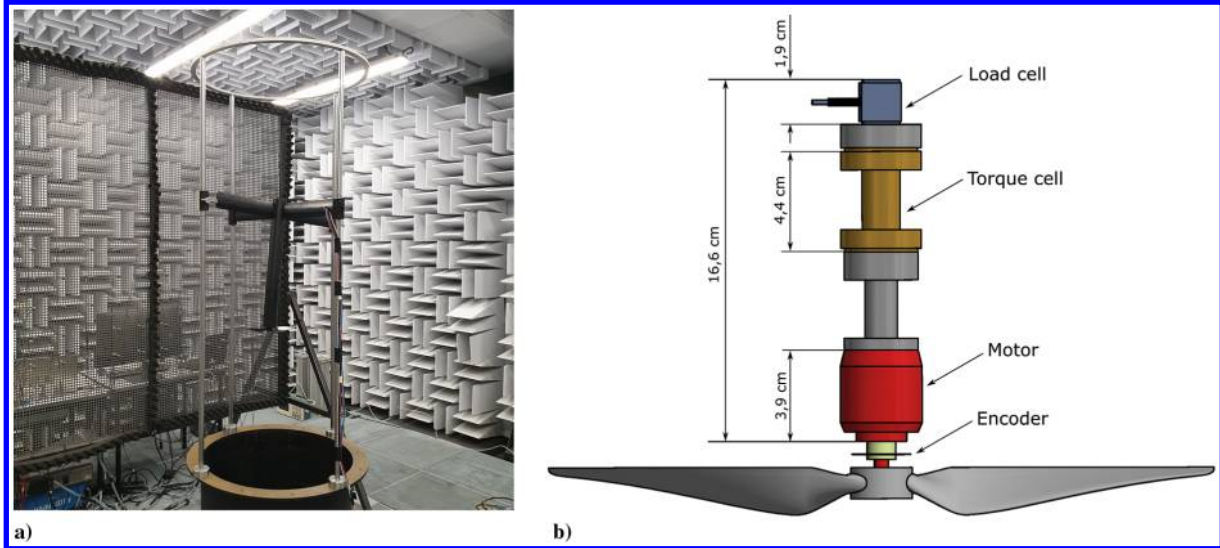 1,9 cm
Load cell
4,4 cm
Torque cell
16,6 cm
3,9 cm
Motor
Encoder
a)
b)